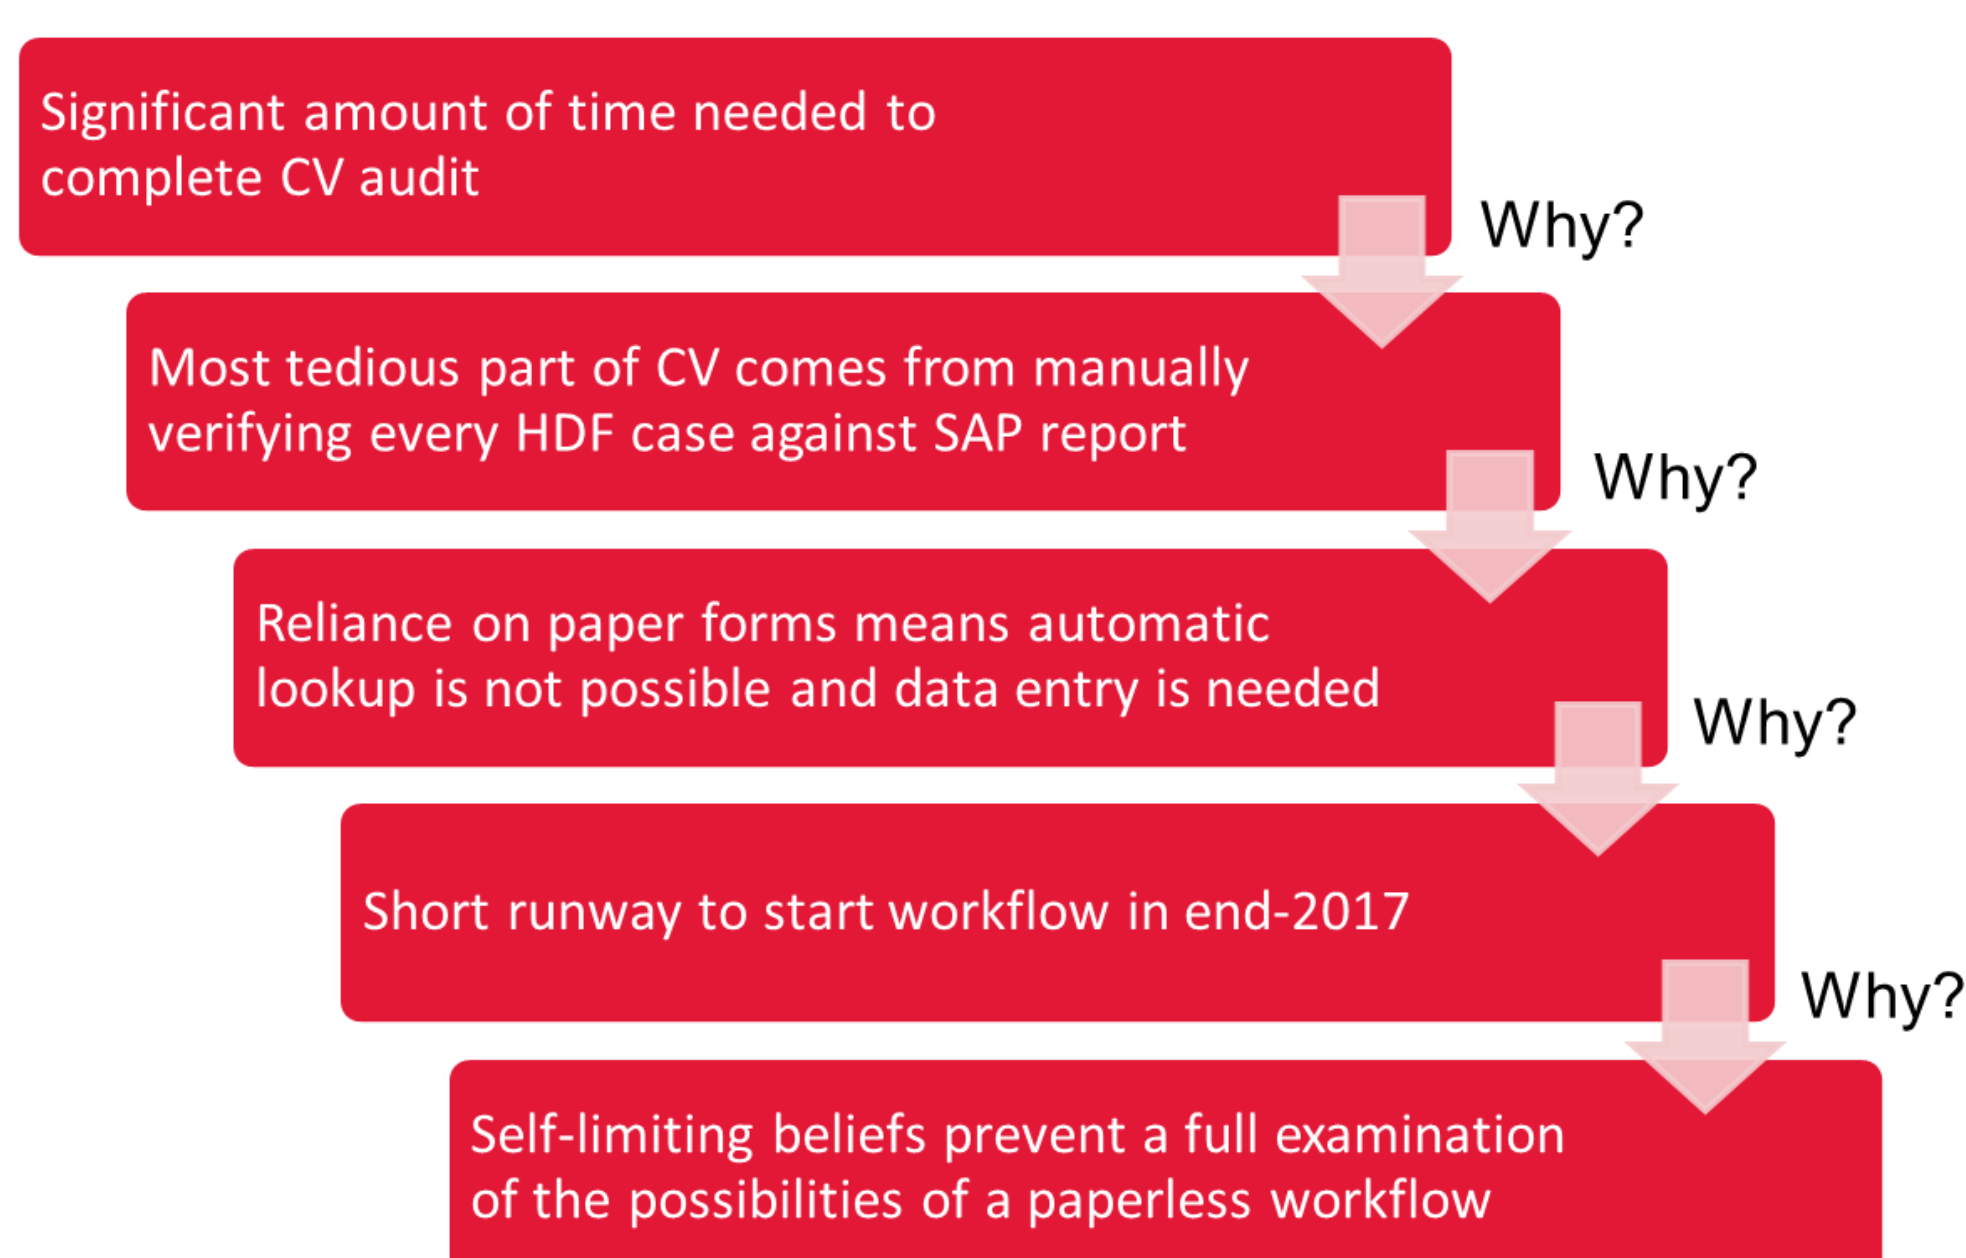 Significant amount of time needed to
complete CV audit
Why?
Most tedious part of CV comes from manually
verifying every HDF case against SAP report
Why?
Reliance on paper forms means automatic
lookup is not possible and data entry is needed
Why?
Short runway to start workflow in end-2017
Why?
Self-limiting beliefs prevent a full examination
of the possibilities of a paperless workflow